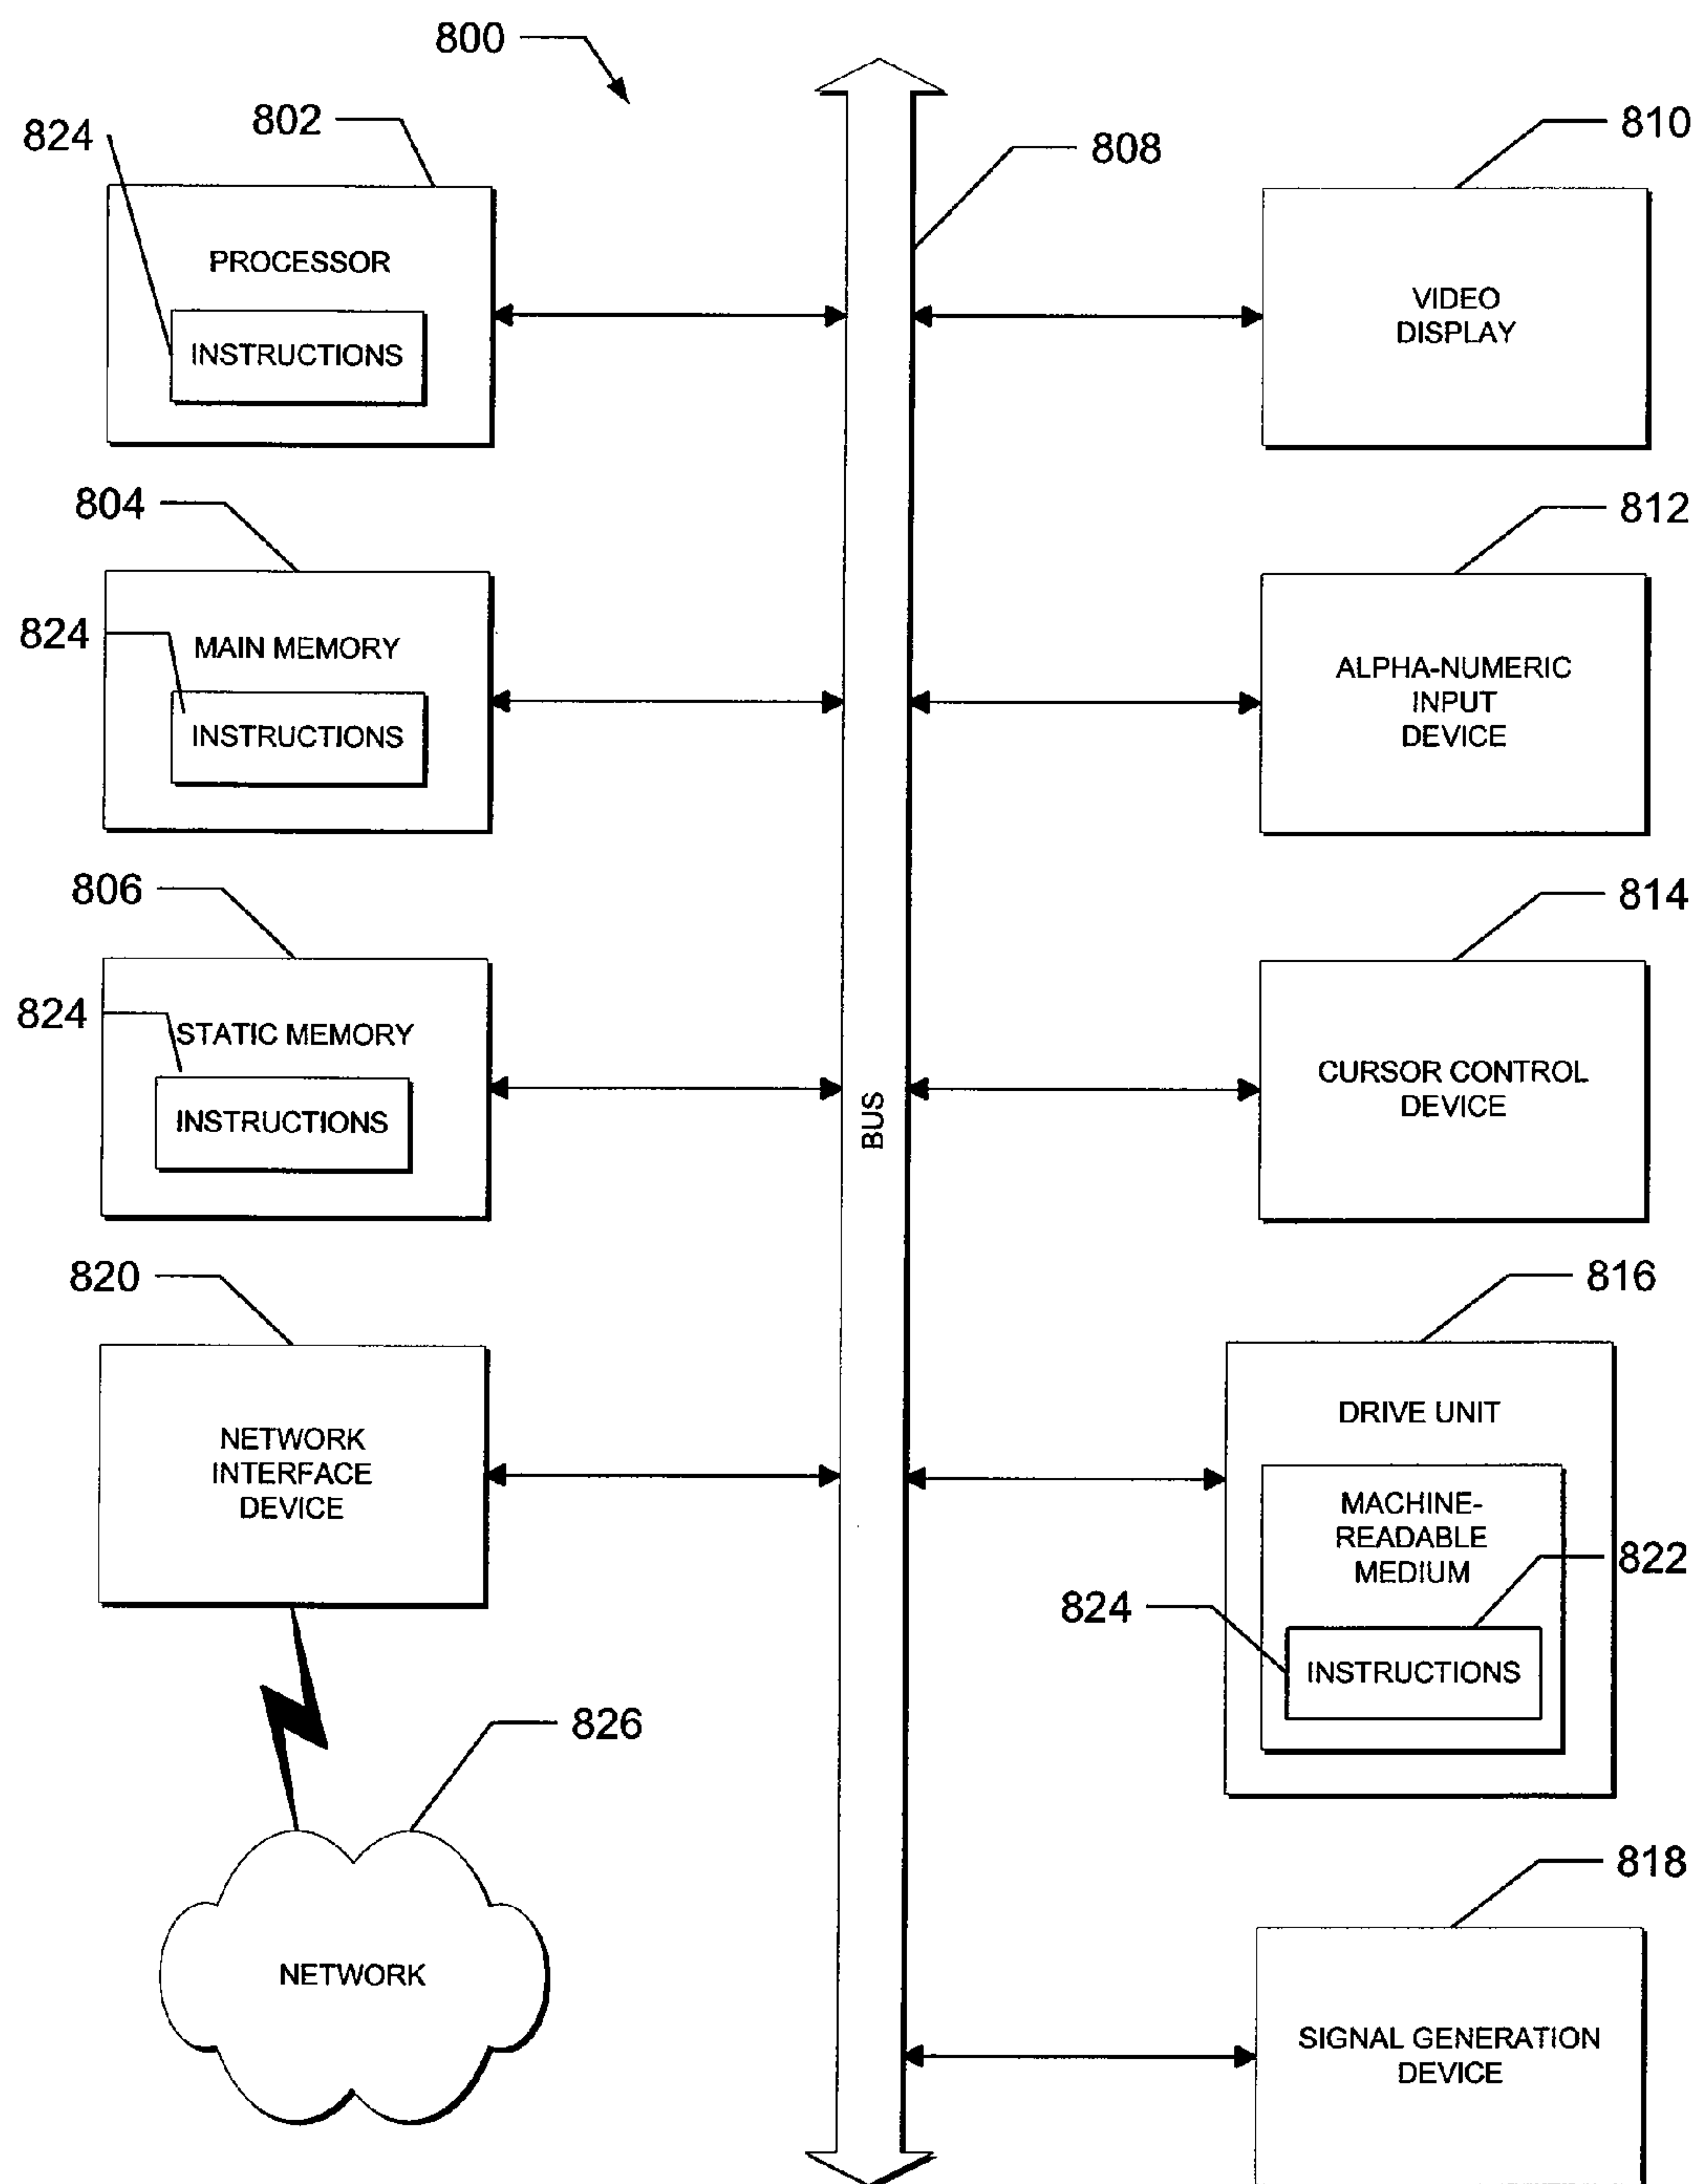 800
802
824
PROCESSOR
INSTRUCTIONS
808
810
VIDEO
DISPLAY
804
824
MAIN MEMORY
INSTRUCTIONS
812
ALPHA-NUMERIC
INPUT
DEVICE
806
824
STATIC MEMORY
INSTRUCTIONS
BUS
814
CURSOR CONTROL
DEVICE
820
NETWORK
INTERFACE
DEVICE
816
DRIVE UNIT
MACHINE-
READABLE
MEDIUM
822
824
INSTRUCTIONS
826
NETWORK
818
SIGNAL GENERATION
DEVICE